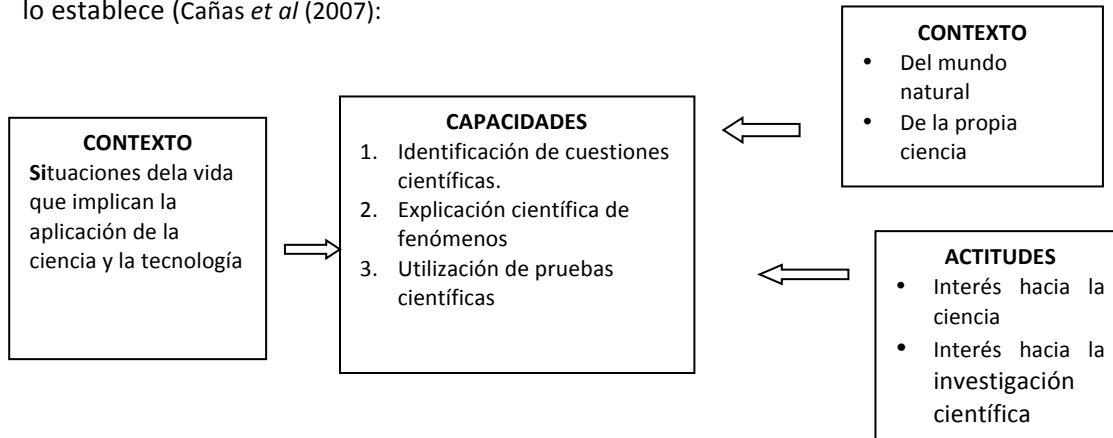 lo establece (Cañas et al (2007):
CONTEXTO
Situaciones dela vida
que implican la
aplicación de la
ciencia y la tecnología
CAPACIDADES
1. Identificación de cuestiones
científicas.
2. Explicación científica de
fenómenos
3. Utilización de pruebas
científicas
CONTEXTO
• Del mundo
natural
• De la propia
ciencia
ACTITUDES
• Interés hacia la
ciencia
• Interés hacia la
investigación
científica